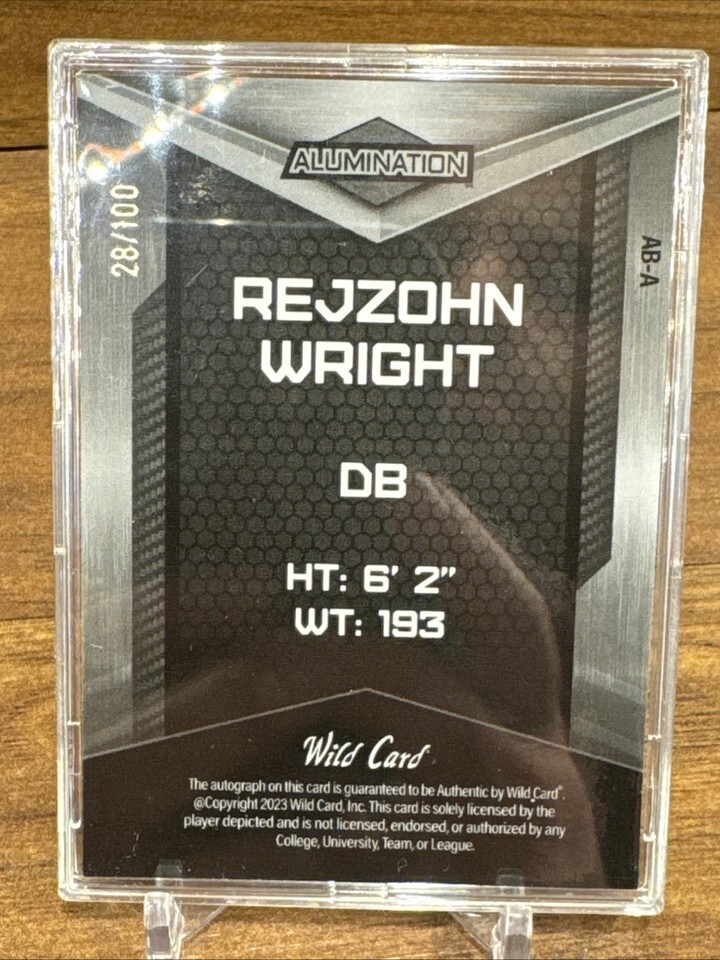 ALUMINATION
28/100
AB-A
REJZOHN
WRIGHT
DB
HT: 6' 2"
WT: 193
Wild Card
The autograph on this card is guaranteed to be Authentic by Wild Card®.
@Copyright 2023 Wild Card, Inc. This card is solely licensed by the
player depicted and is not licensed, endorsed, or authorized by any
College, University, Team, or League.